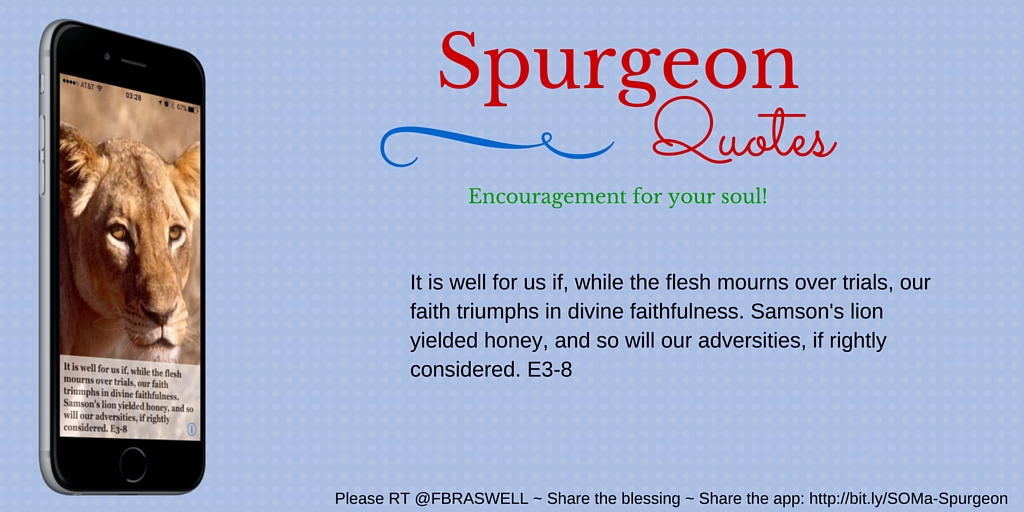 AT&T
03:28
67%
It is well for us if, while the flesh
mourns over trials, our faith
triumphs in divine faithfulness.
Samson's lion yielded honey, and so
will our adversities, if rightly
considered. E3-8
i
Spurgeon
Quotes
Encouragement for your soul!
It is well for us if, while the flesh mourns over trials, our
faith triumphs in divine faithfulness. Samson's lion
yielded honey, and so will our adversities, if rightly
considered. E3-8
Please RT @FBRASWELL ~ Share the blessing ~ Share the app: http://bit.ly/SOMa-Spurgeon